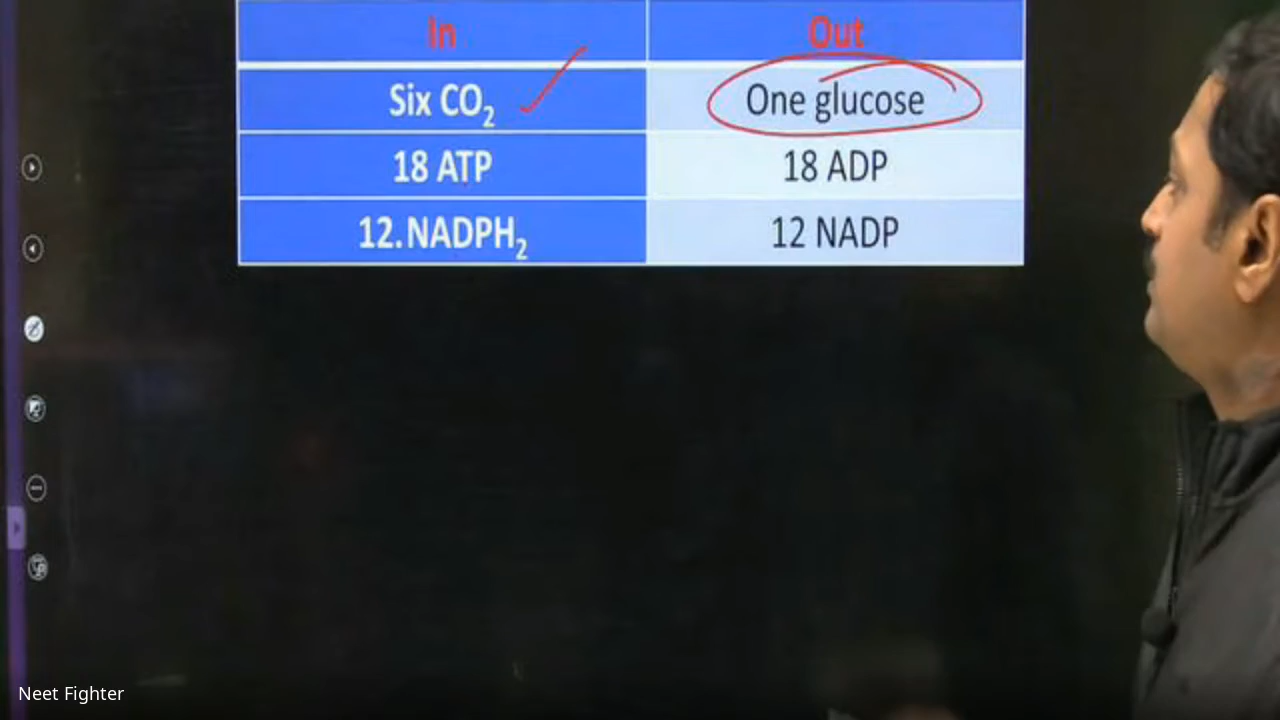 In Out
Six CO₂ One glucose
18 ATP 18 ADP
12.NADPH₂ 12 NADP
Neet Fighter